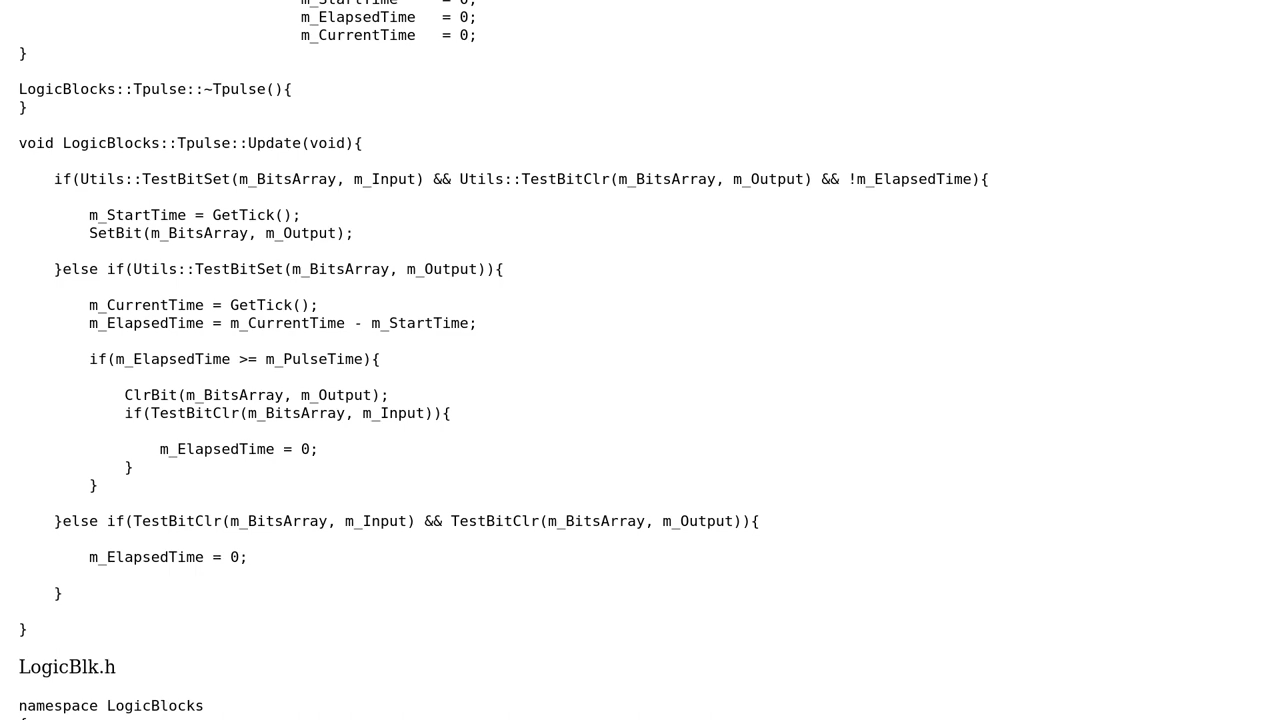 m_StartTime     = 0;
m_ElapsedTime   = 0;
m_CurrentTime   = 0;
}
LogicBlocks::Tpulse::~Tpulse(){
}
void LogicBlocks::Tpulse::Update(void){
if(Utils::TestBitSet(m_BitsArray, m_Input) && Utils::TestBitClr(m_BitsArray, m_Output) && !m_ElapsedTime){
m_StartTime = GetTick();
SetBit(m_BitsArray, m_Output);
}else if(Utils::TestBitSet(m_BitsArray, m_Output)){
m_CurrentTime = GetTick();
m_ElapsedTime = m_CurrentTime - m_StartTime;
if(m_ElapsedTime >= m_PulseTime){
ClrBit(m_BitsArray, m_Output);
if(TestBitClr(m_BitsArray, m_Input)){
m_ElapsedTime = 0;
}
}
}else if(TestBitClr(m_BitsArray, m_Input) && TestBitClr(m_BitsArray, m_Output)){
m_ElapsedTime = 0;
}
}
LogicBlk.h
namespace LogicBlocks
{